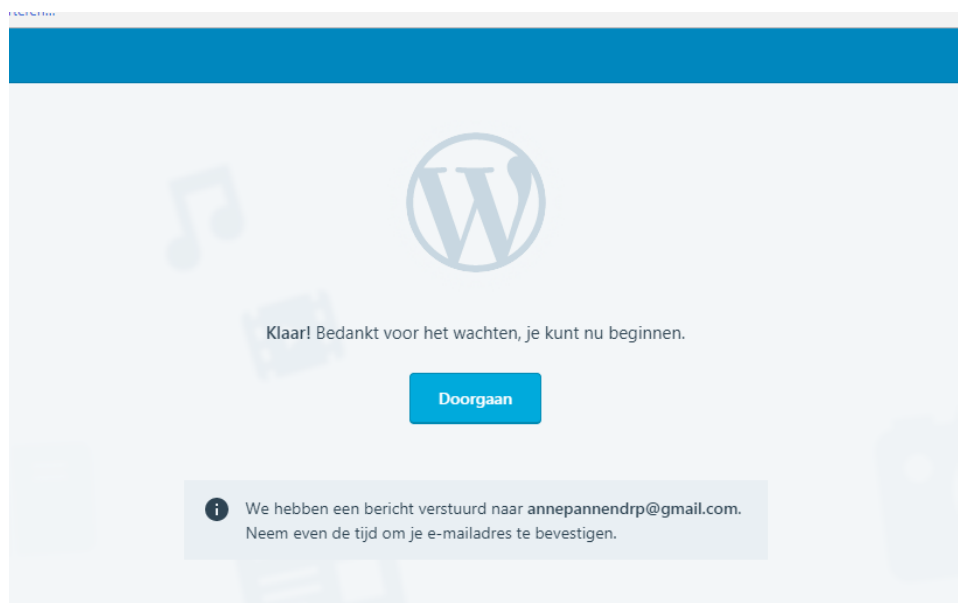 Klaar! Bedankt voor het wachten, je kunt nu beginnen.
Doorgaan
We hebben een bericht verstuurd naar annepannendrp@gmail.com.
Neem even de tijd om je e-mailadres te bevestigen.